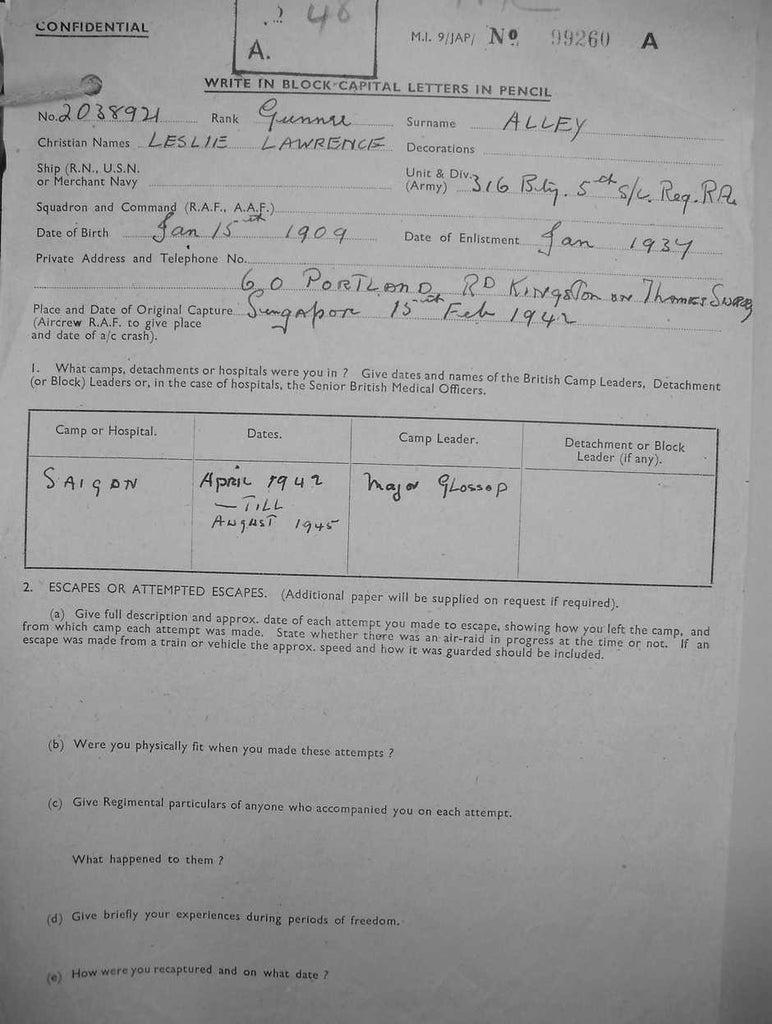 CONFIDENTIAL
46
A.
M.I. 9/JAP/ No 99260 A
WRITE IN BLOCK CAPITAL LETTERS IN PENCIL
No. 2038921 Rank Gunner Surname ALLEY
Christian Names LESLIE LAWRENCE Decorations
Ship (R.N., U.S.N.
or Merchant Navy
Unit & Div.
(Army) 316 Bty. 5th S/L Reg. RA
Squadron and Command (R.A.F., A.A.F.)
Date of Birth Jan 15th 1909 Date of Enlistment Jan 1937
Private Address and Telephone No.
60 PORTLAND RD KINGSTON ON THAMES SURREY
Place and Date of Original Capture Singapor 15th Feb 1942
(Aircrew R.A.F. to give place
and date of a/c crash).
1. What camps, detachments or hospitals were you in ? Give dates and names of the British Camp Leaders, Detachment
(or Block) Leaders or, in the case of hospitals, the Senior British Medical Officers.
Camp or Hospital. Dates. Camp Leader. Detachment or Block
Leader (if any).
SAIGON APRIL 1942 Major GLOSSOP
— TILL
AUGUST 1945
2. ESCAPES OR ATTEMPTED ESCAPES. (Additional paper will be supplied on request if required).
(a) Give full description and approx. date of each attempt you made to escape, showing how you left the camp, and
from which camp each attempt was made. State whether there was an air-raid in progress at the time or not. If an
escape was made from a train or vehicle the approx. speed and how it was guarded should be included.
(b) Were you physically fit when you made these attempts ?
(c) Give Regimental particulars of anyone who accompanied you on each attempt.
What happened to them ?
(d) Give briefly your experiences during periods of freedom.
(e) How were you recaptured and on what date ?